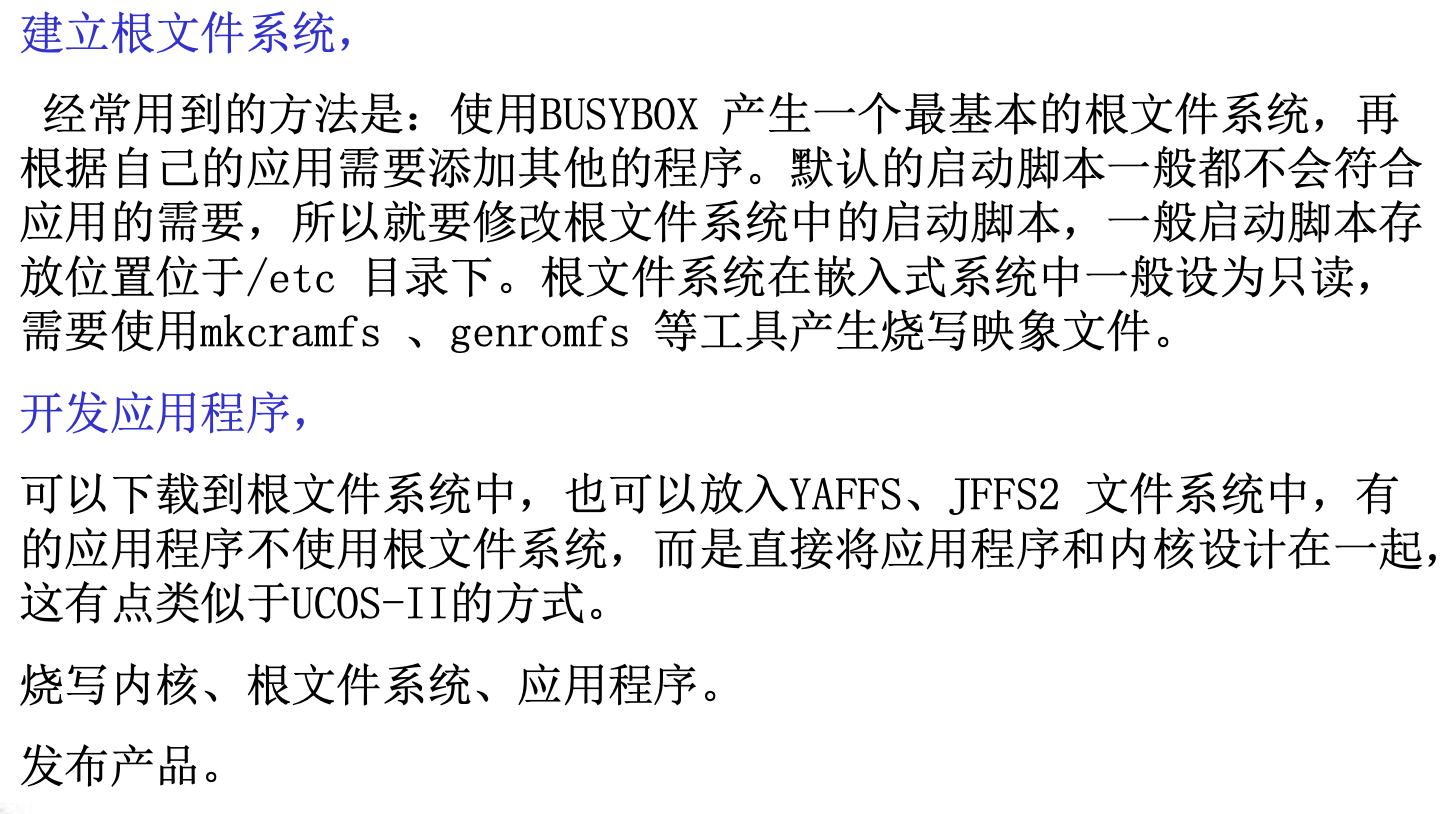 建立根文件系统，
经常用到的方法是：使用BUSYBOX 产生一个最基本的根文件系统，再
根据自己的应用需要添加其他的程序。默认的启动脚本一般都不会符合
应用的需要，所以就要修改根文件系统中的启动脚本，一般启动脚本存
放位置位于/etc 目录下。根文件系统在嵌入式系统中一般设为只读，
需要使用mkcramfs 、genromfs 等工具产生烧写映象文件。
开发应用程序，
可以下载到根文件系统中，也可以放入YAFFS、JFFS2 文件系统中，有
的应用程序不使用根文件系统，而是直接将应用程序和内核设计在一起，
这有点类似于UCOS-II的方式。
烧写内核、根文件系统、应用程序。
发布产品。